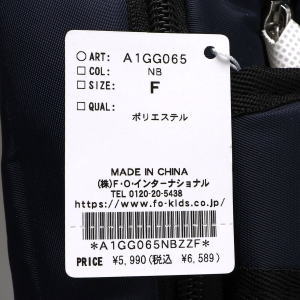 ○ ART: A1GG065
□ COL: NB
□ SIZE: F
□ QUAL:
ポリエステル
MADE IN CHINA
(株)F・O・インターナショナル
TEL 0120-20-5438
https://www.fo-kids.co.jp/
*A1GG065NBZZF*
PRICE ¥5,990(税込 ¥6,589)